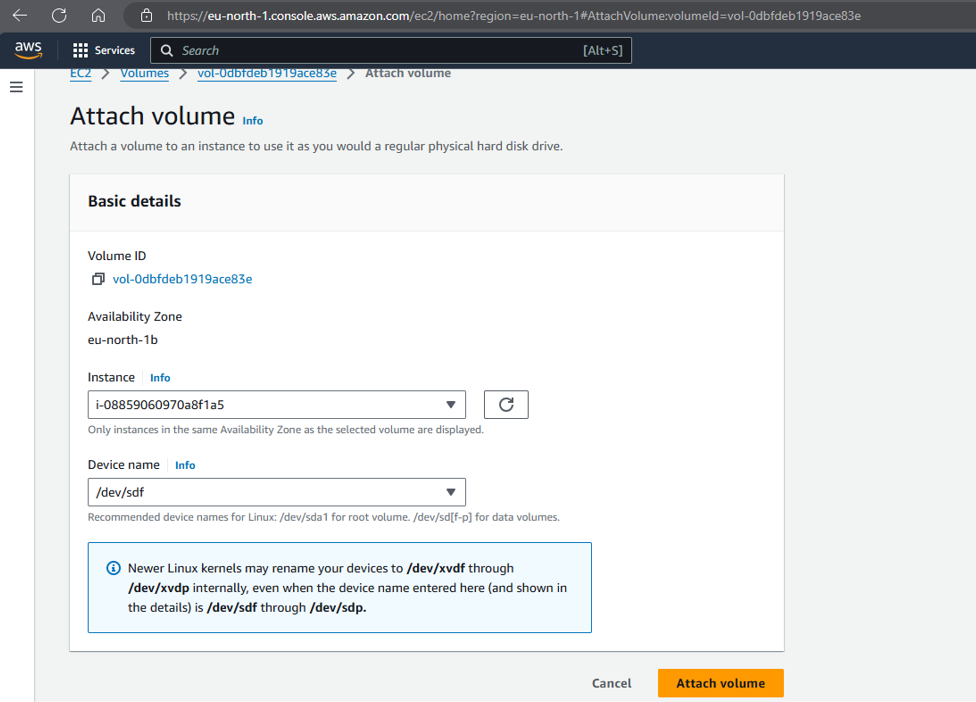 https://eu-north-1.console.aws.amazon.com/ec2/home?region=eu-north-1#AttachVolume:volumeId=vol-0dbfdeb1919ace83e
aws Services Search [Alt+S]
EC2 > Volumes > vol-0dbfdeb1919ace83e > Attach volume
Attach volume Info
Attach a volume to an instance to use it as you would a regular physical hard disk drive.
Basic details
Volume ID
vol-0dbfdeb1919ace83e
Availability Zone
eu-north-1b
Instance Info
i-08859060970a8f1a5
Only instances in the same Availability Zone as the selected volume are displayed.
Device name Info
/dev/sdf
Recommended device names for Linux: /dev/sda1 for root volume. /dev/sd[f-p] for data volumes.
Newer Linux kernels may rename your devices to /dev/xvdf through
/dev/xvdp internally, even when the device name entered here (and shown in
the details) is /dev/sdf through /dev/sdp.
Cancel Attach volume